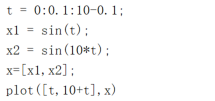 t = 0:0.1:10-0.1;
x1 = sin(t);
x2 = sin(10*t);
x=[x1,x2];
plot([t,10+t],x)